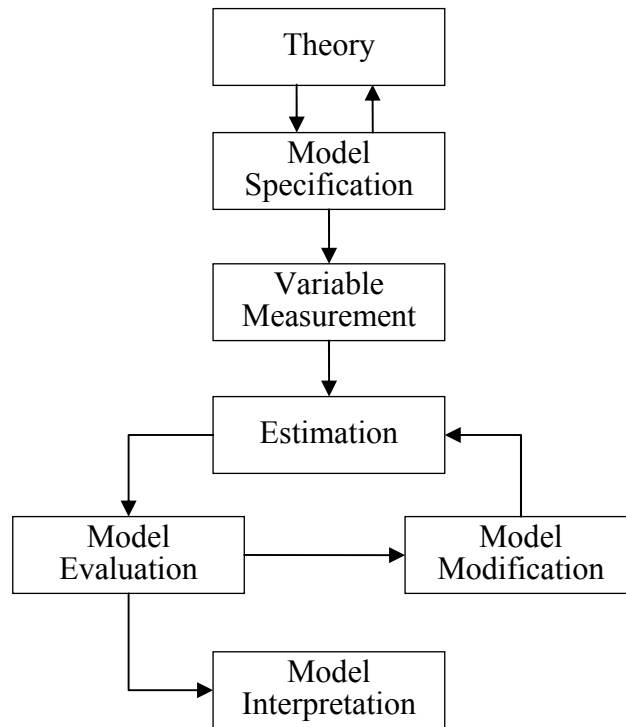 Theory
Model
Specification
Variable
Measurement
Estimation
Model
Evaluation
Model
Modification
Model
Interpretation